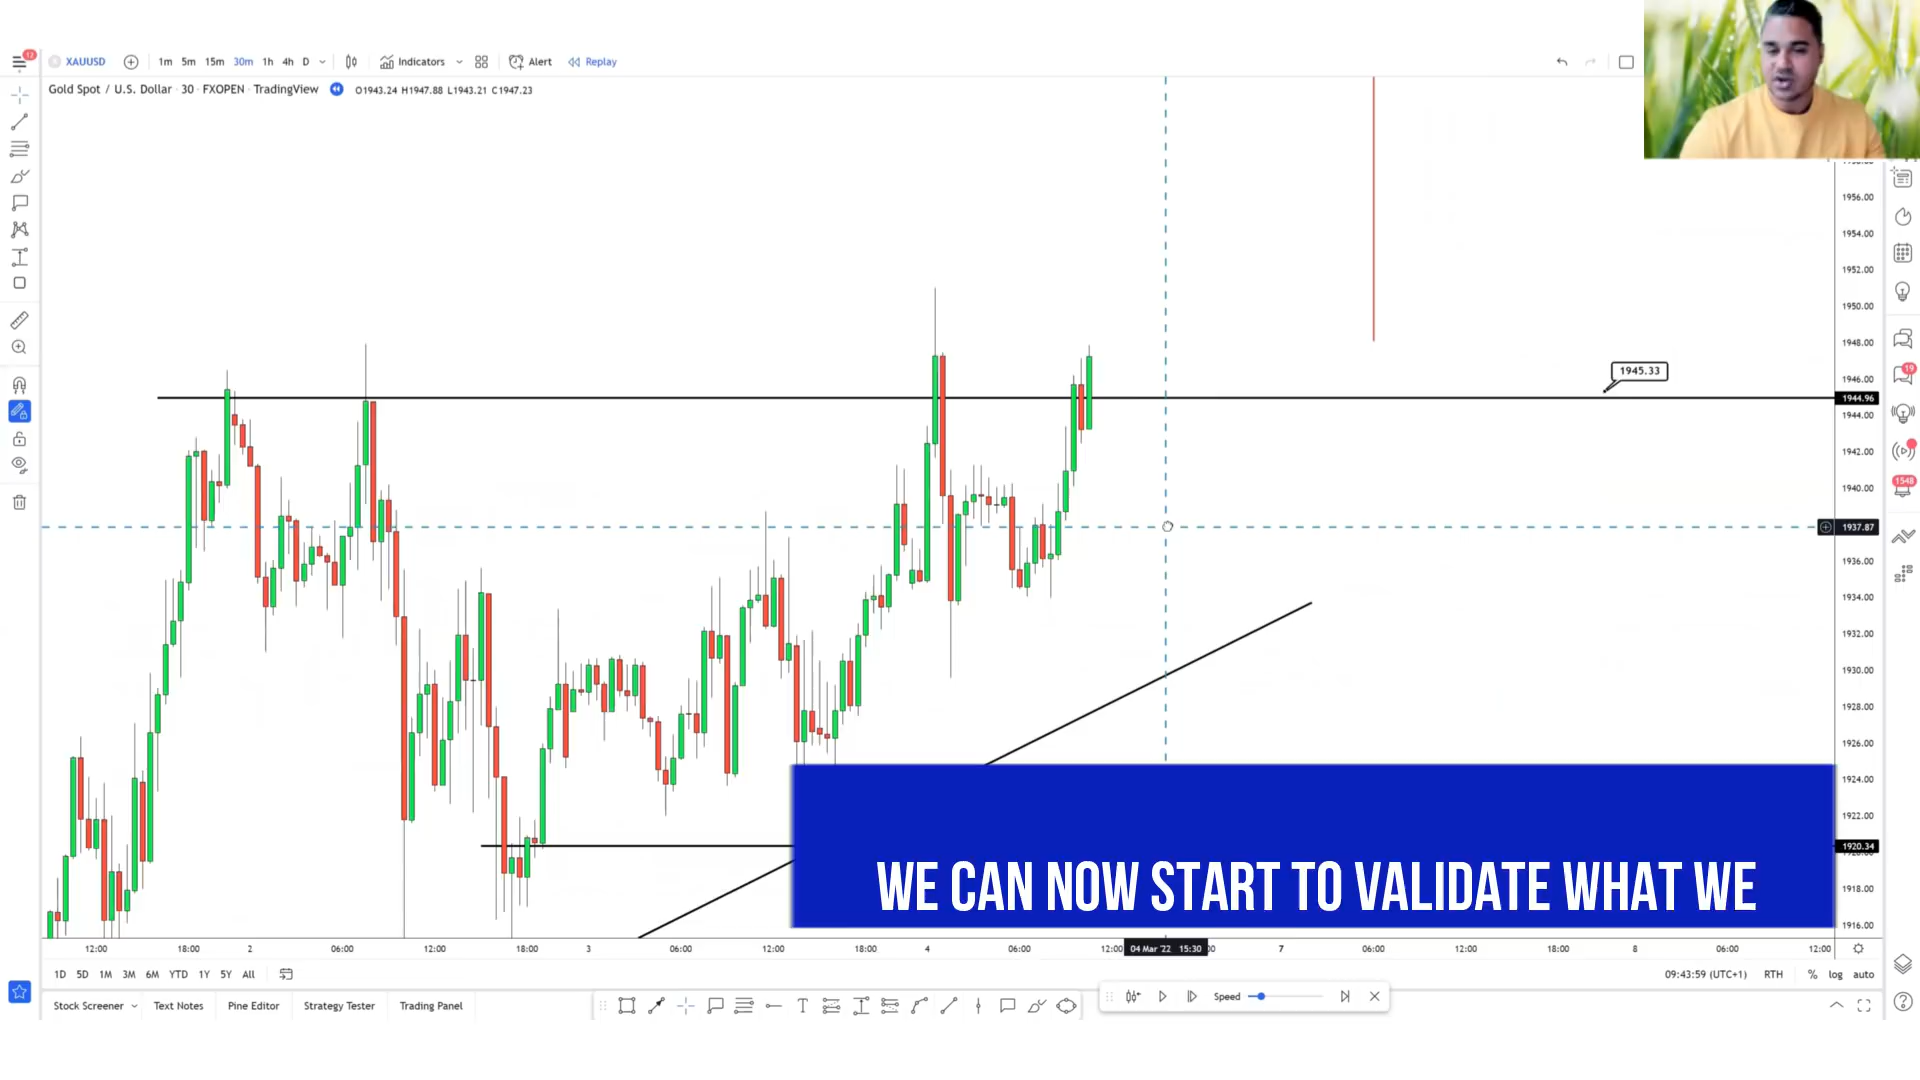 12
XAUUSD
1m 5m 15m 30m 1h 4h D
Indicators
Alert
Replay
Gold Spot / U.S. Dollar · 30 · FXOPEN · TradingView
O1943.24 H1947.88 L1943.21 C1947.23
1956.00
1954.00
1952.00
1950.00
1948.00
1945.33
1946.00
1944.96
1944.00
1942.00
1940.00
1937.87
1936.00
1934.00
1932.00
1930.00
1928.00
1926.00
1924.00
1922.00
1920.34
1918.00
1916.00
19
1548
WE CAN NOW START TO VALIDATE WHAT WE
12:00 18:00 2 06:00 12:00 18:00 3 06:00 12:00 18:00 4 06:00 12:00 04 Mar '22 15:30 7 06:00 12:00 18:00 8 06:00 12:00
1D 5D 1M 3M 6M YTD 1Y 5Y All
09:43:59 (UTC+1) RTH % log auto
Stock Screener Text Notes Pine Editor Strategy Tester Trading Panel
Speed